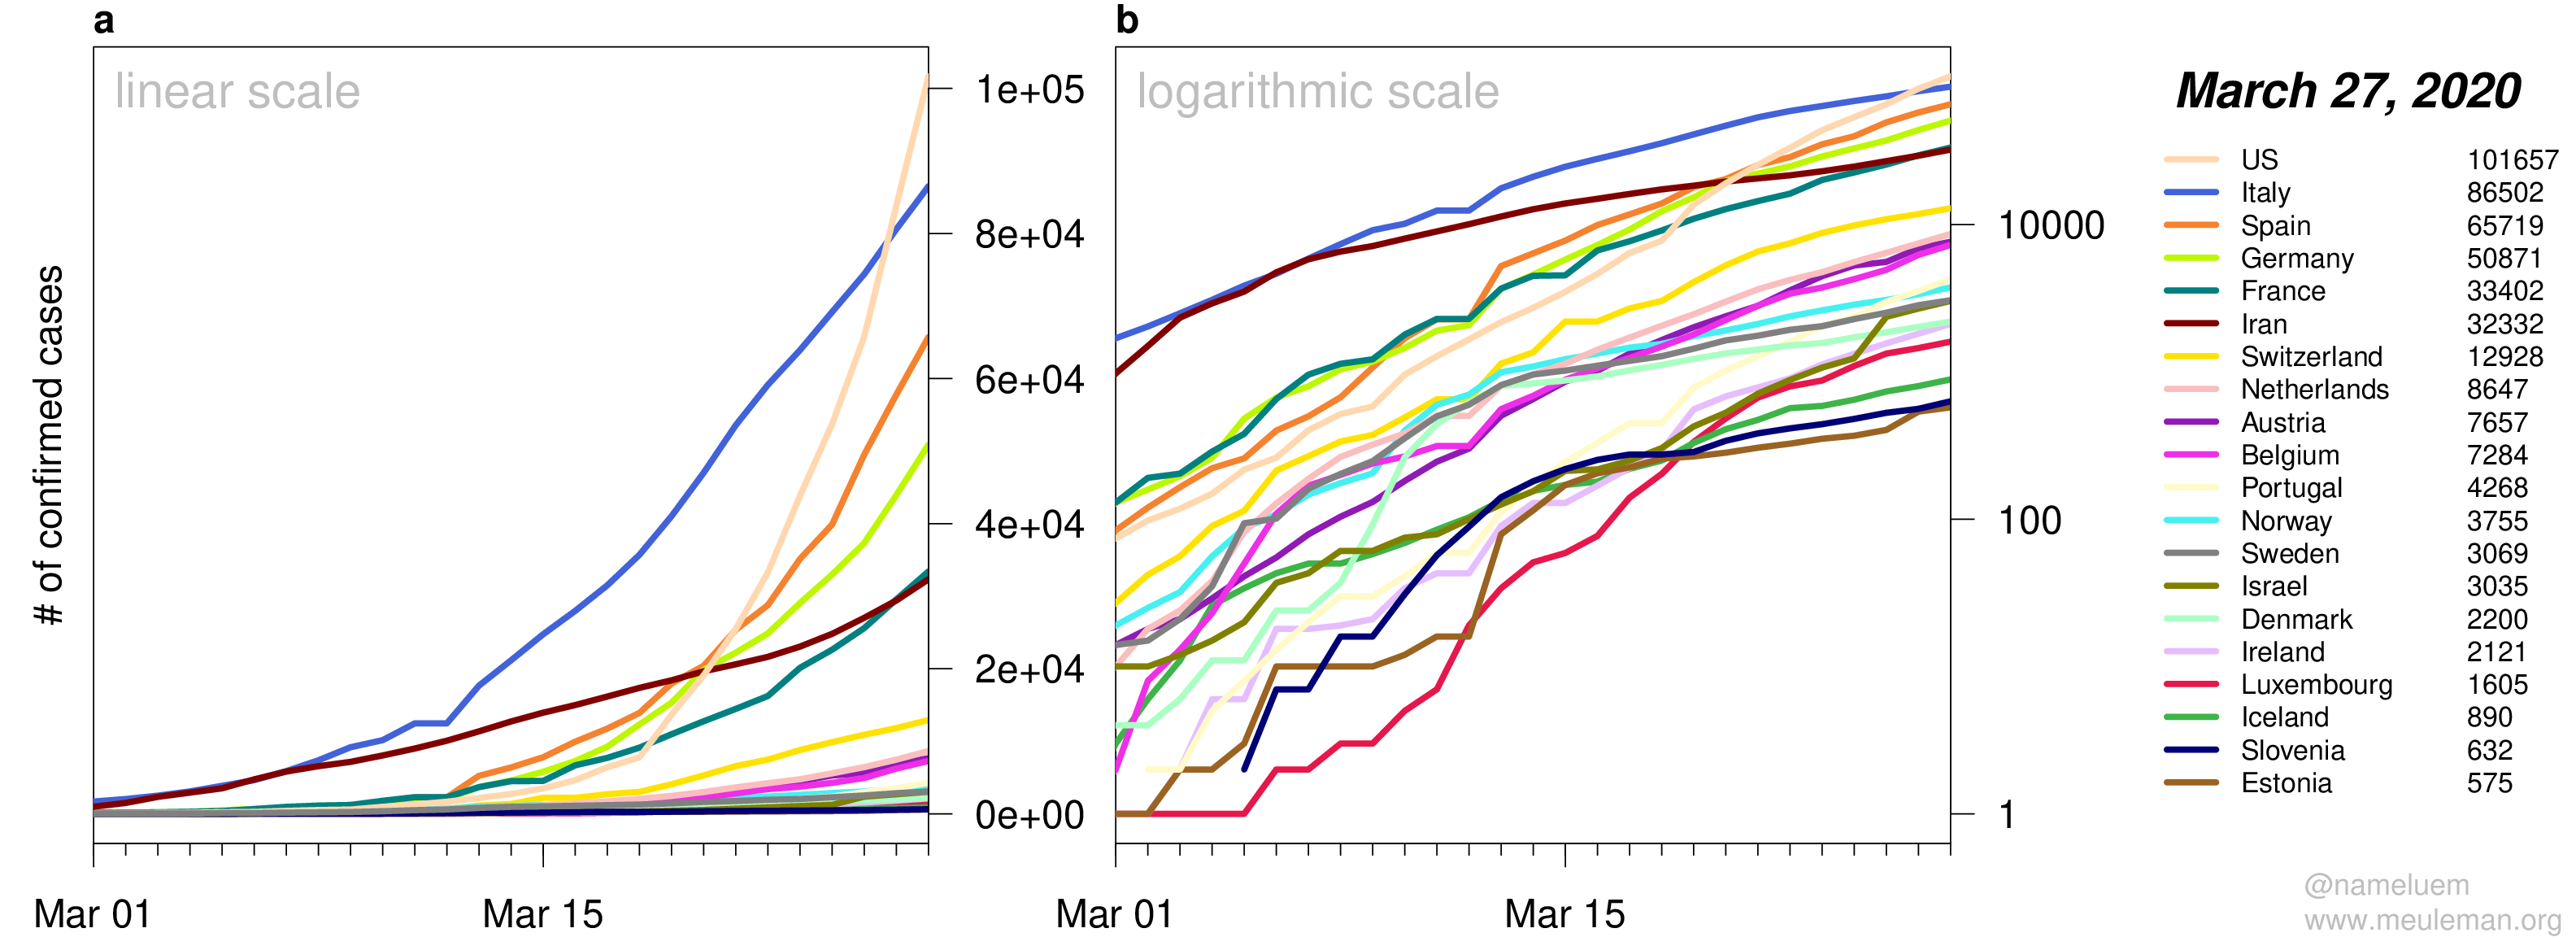 a
linear scale
# of confirmed cases
1e+05
8e+04
6e+04
4e+04
2e+04
0e+00
Mar 01
Mar 15
b
logarithmic scale
10000
100
1
Mar 01
Mar 15
March 27, 2020
US 101657
Italy 86502
Spain 65719
Germany 50871
France 33402
Iran 32332
Switzerland 12928
Netherlands 8647
Austria 7657
Belgium 7284
Portugal 4268
Norway 3755
Sweden 3069
Israel 3035
Denmark 2200
Ireland 2121
Luxembourg 1605
Iceland 890
Slovenia 632
Estonia 575
@nameluem
www.meuleman.org